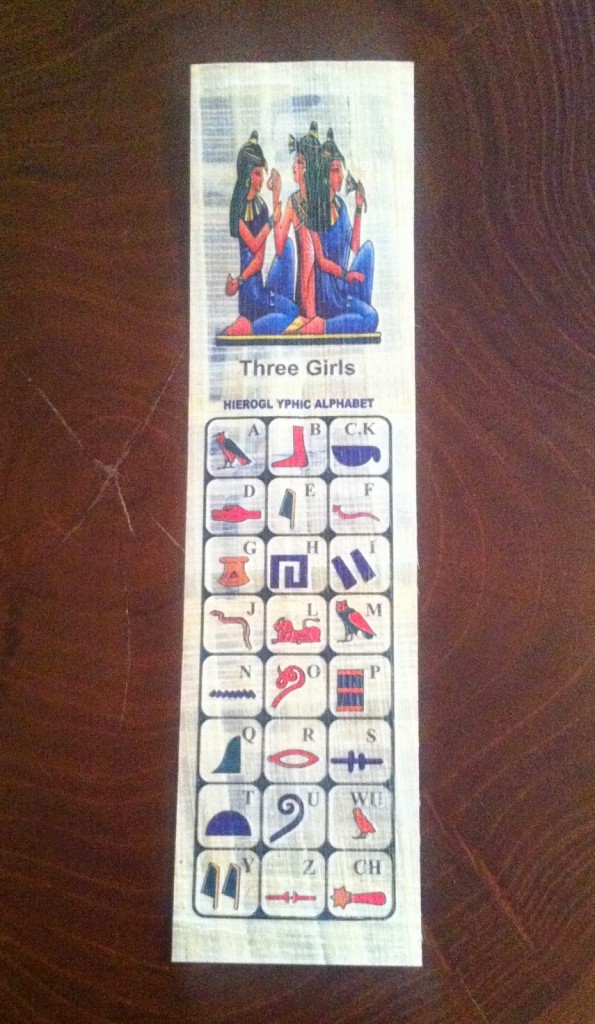 Three Girls
HIEROGL YPHIC ALPHABET
A B C.K
D E F
G H I
J L M
N O P
Q R S
T U WU
Y Z CH